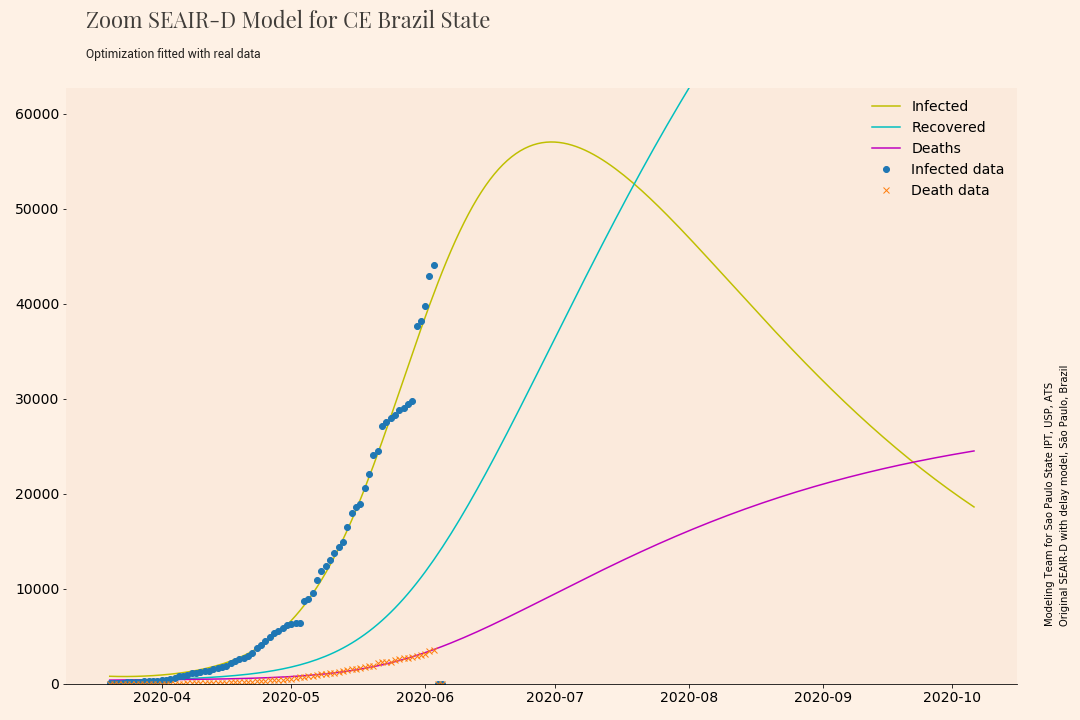 Zoom SEAIR-D Model for CE Brazil State
Optimization fitted with real data
60000
50000
40000
30000
20000
10000
0
2020-04
2020-05
2020-06
2020-07
2020-08
2020-09
2020-10
Infected
Recovered
Deaths
Infected data
Death data
Modeling Team for Sao Paulo State IPT, USP, ATS
Original SEAIR-D with delay model, São Paulo, Brazil